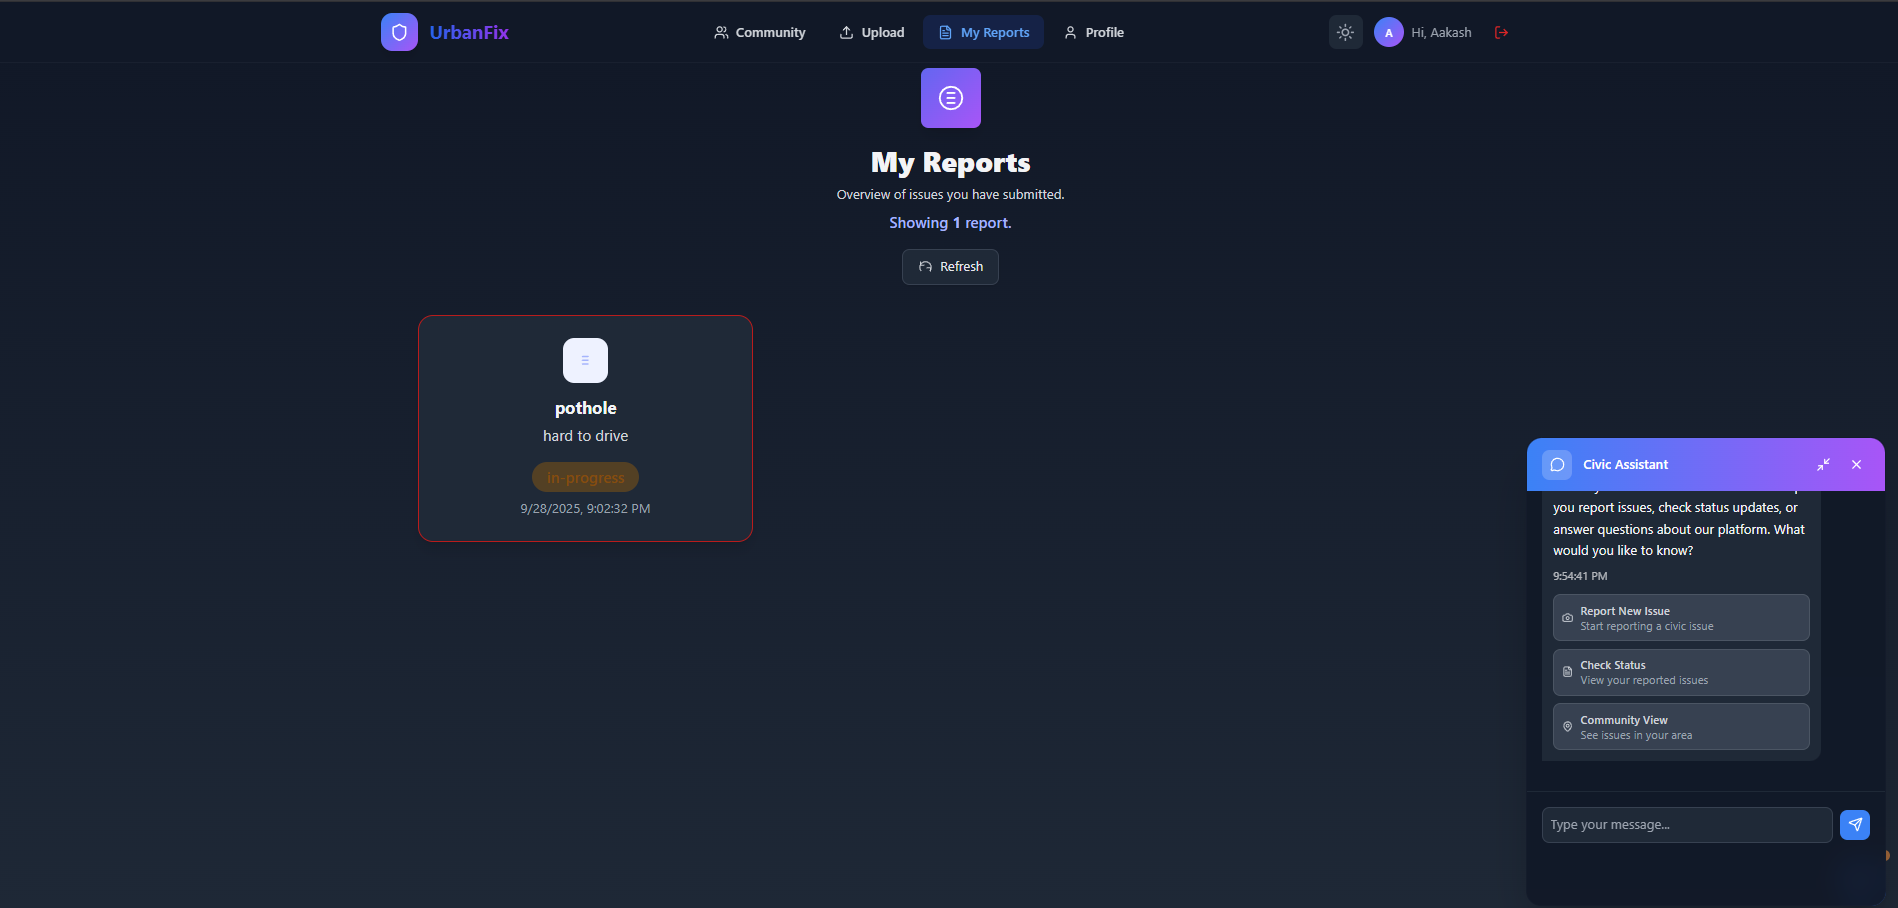 UrbanFix
Community
Upload
My Reports
Profile
A
Hi, Aakash
My Reports
Overview of issues you have submitted.
Showing 1 report.
Refresh
pothole
hard to drive
in-progress
9/28/2025, 9:02:32 PM
Civic Assistant
you report issues, check status updates, or
answer questions about our platform. What
would you like to know?
9:54:41 PM
Report New Issue
Start reporting a civic issue
Check Status
View your reported issues
Community View
See issues in your area
Type your message...